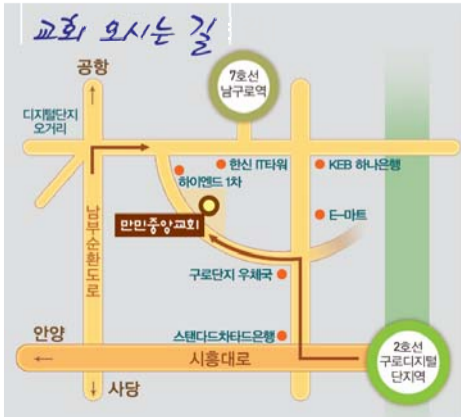 교회 오시는 길
공항
7호선
남구로역
디지털단지
오거리
한신 IT타워
KEB 하나은행
하이엔드 1차
E-마트
만민중앙교회
남부순환도로
구로단지 우체국
스탠다드차타드은행
안양
시흥대로
2호선
구로디지털
단지역
사당